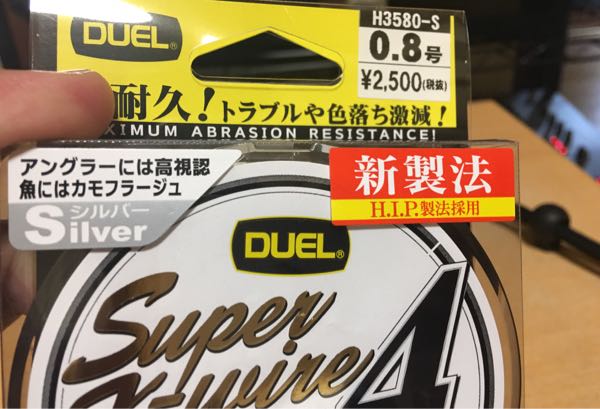 DUEL®
H3580-S
0.8号
¥2,500(税抜)
耐久!トラブルや色落ち激減!
XIMUM ABRASION RESISTANCE!
アングラーには高視認
魚にはカモフラージュ
シルバー
Silver
新製法
H.I.P.製法採用
DUEL®
Super
X-wire 4